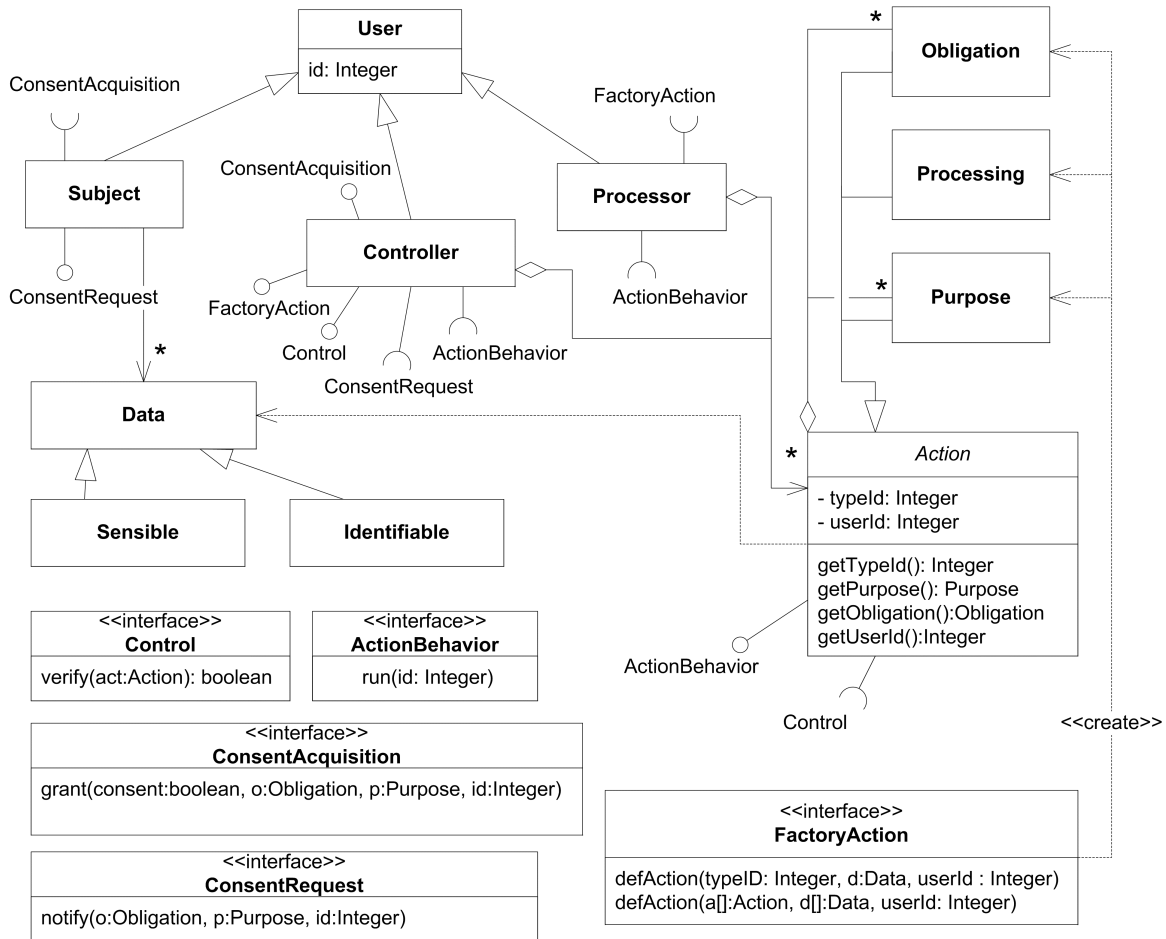 User
id: Integer
*
Obligation
ConsentAcquisition
FactoryAction
Subject
ConsentAcquisition
Processor
Processing
Controller
ConsentRequest
FactoryAction
ActionBehavior
*
Purpose
Control
ActionBehavior
ConsentRequest
*
Data
*
Action
- typeId: Integer
- userId: Integer
Sensible
Identifiable
getTypeId(): Integer
getPurpose(): Purpose
getObligation():Obligation
getUserId():Integer
<<interface>>
Control
verify(act:Action): boolean
<<interface>>
ActionBehavior
run(id: Integer)
ActionBehavior
Control
<<create>>
<<interface>>
ConsentAcquisition
grant(consent:boolean, o:Obligation, p:Purpose, id:Integer)
<<interface>>
FactoryAction
defAction(typeID: Integer, d:Data, userId : Integer)
defAction(a[]:Action, d[]:Data, userId: Integer)
<<interface>>
ConsentRequest
notify(o:Obligation, p:Purpose, id:Integer)